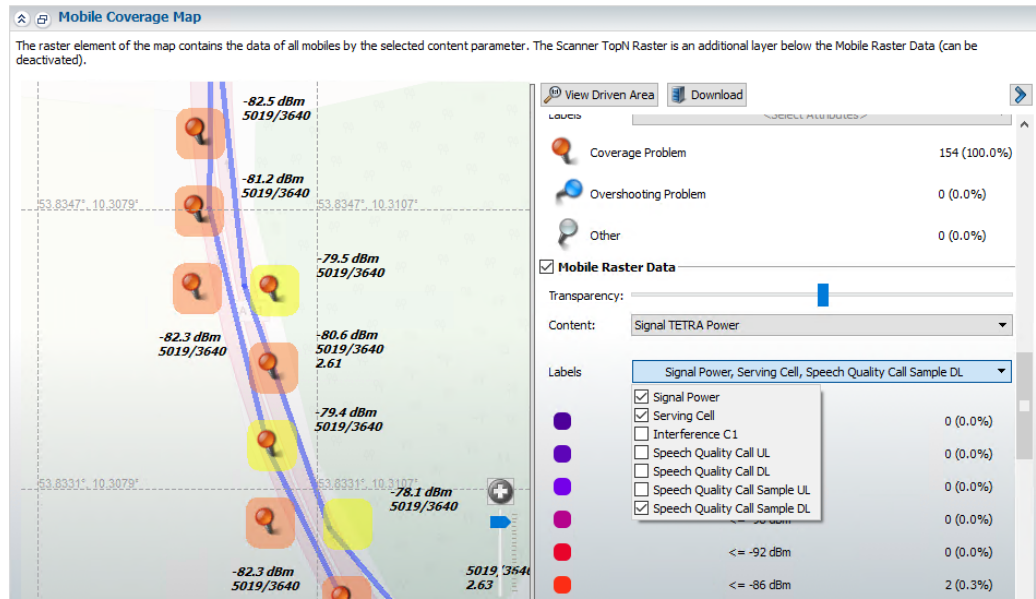 Mobile Coverage Map
The raster element of the map contains the data of all mobiles by the selected content parameter. The Scanner TopN Raster is an additional layer below the Mobile Raster Data (can be
deactivated).
-82.5 dBm
5019/3640
-81.2 dBm
5019/3640
53.8347°, 10.3079°
53.8347°, 10.3107°
-79.5 dBm
5019/3640
-82.3 dBm
5019/3640
-80.6 dBm
5019/3640
2.61
-79.4 dBm
5019/3640
53.8331°, 10.3079°
53.8331°, 10.3107°
-78.1 dBm
5019/3640
-82.3 dBm
5019/3640
5019/3640
2.63
View Driven Area
Download
Labels
<Select Attributes>
Coverage Problem 154 (100.0%)
Overshooting Problem 0 (0.0%)
Other 0 (0.0%)
Mobile Raster Data
Transparency:
Content: Signal TETRA Power
Labels Signal Power, Serving Cell, Speech Quality Call Sample DL
Signal Power
Serving Cell
Interference C1
Speech Quality Call UL
Speech Quality Call DL
Speech Quality Call Sample UL
Speech Quality Call Sample DL
0 (0.0%)
0 (0.0%)
0 (0.0%)
0 (0.0%)
<= -92 dBm 0 (0.0%)
<= -86 dBm 2 (0.3%)